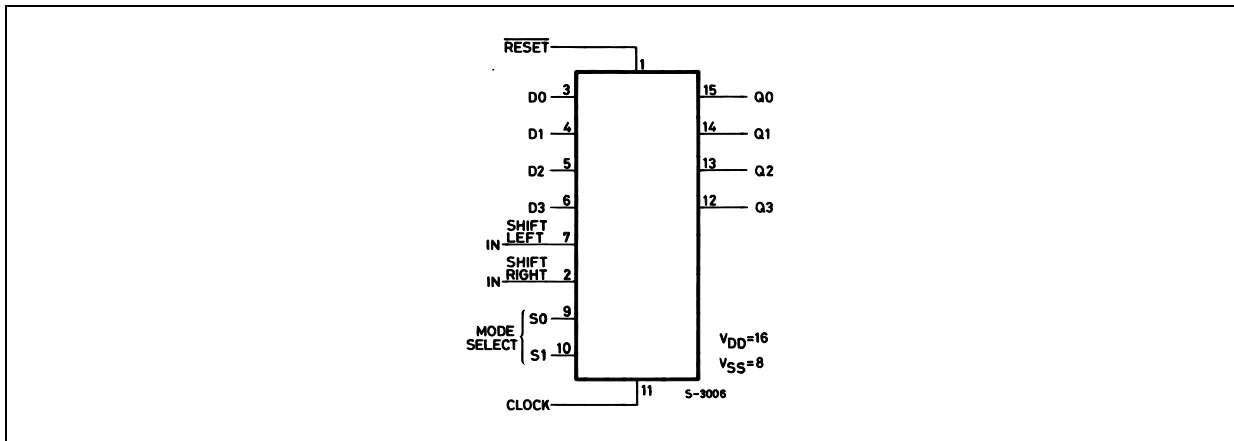 RESET
1
D0 3
15 Q0
D1 4
14 Q1
D2 5
13 Q2
D3 6
12 Q3
SHIFT
IN LEFT 7
SHIFT
IN RIGHT 2
MODE
SELECT
S0 9
S1 10
VDD=16
VSS=8
11
S-3006
CLOCK